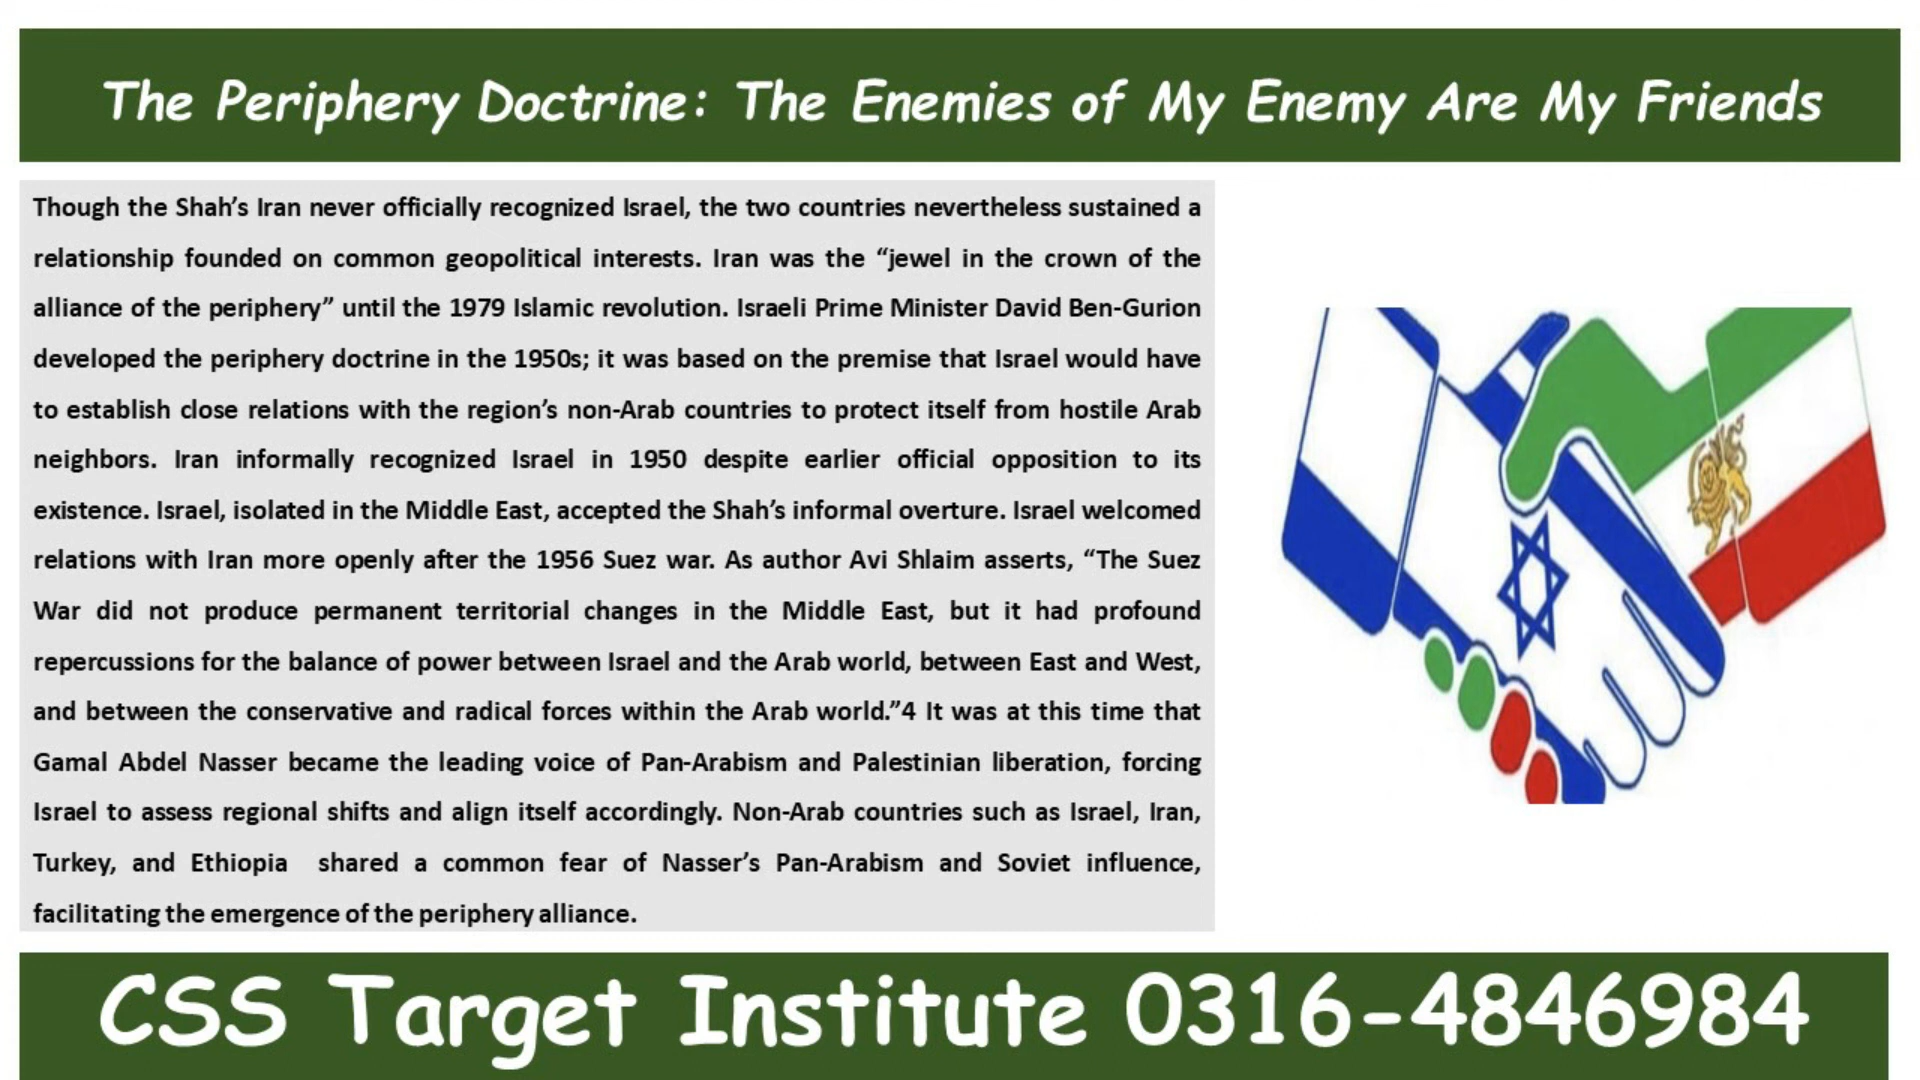 The Periphery Doctrine: The Enemies of My Enemy Are My Friends
Though the Shah’s Iran never officially recognized Israel, the two countries nevertheless sustained a
relationship founded on common geopolitical interests. Iran was the “jewel in the crown of the
alliance of the periphery” until the 1979 Islamic revolution. Israeli Prime Minister David Ben-Gurion
developed the periphery doctrine in the 1950s; it was based on the premise that Israel would have
to establish close relations with the region’s non-Arab countries to protect itself from hostile Arab
neighbors. Iran informally recognized Israel in 1950 despite earlier official opposition to its
existence. Israel, isolated in the Middle East, accepted the Shah’s informal overture. Israel welcomed
relations with Iran more openly after the 1956 Suez war. As author Avi Shlaim asserts, “The Suez
War did not produce permanent territorial changes in the Middle East, but it had profound
repercussions for the balance of power between Israel and the Arab world, between East and West,
and between the conservative and radical forces within the Arab world.”4 It was at this time that
Gamal Abdel Nasser became the leading voice of Pan-Arabism and Palestinian liberation, forcing
Israel to assess regional shifts and align itself accordingly. Non-Arab countries such as Israel, Iran,
Turkey, and Ethiopia shared a common fear of Nasser’s Pan-Arabism and Soviet influence,
facilitating the emergence of the periphery alliance.
CSS Target Institute 0316-4846984